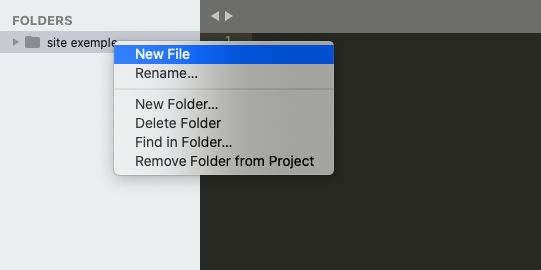 FOLDERS
site exemple
1
New File
Rename...
New Folder...
Delete Folder
Find in Folder...
Remove Folder from Project